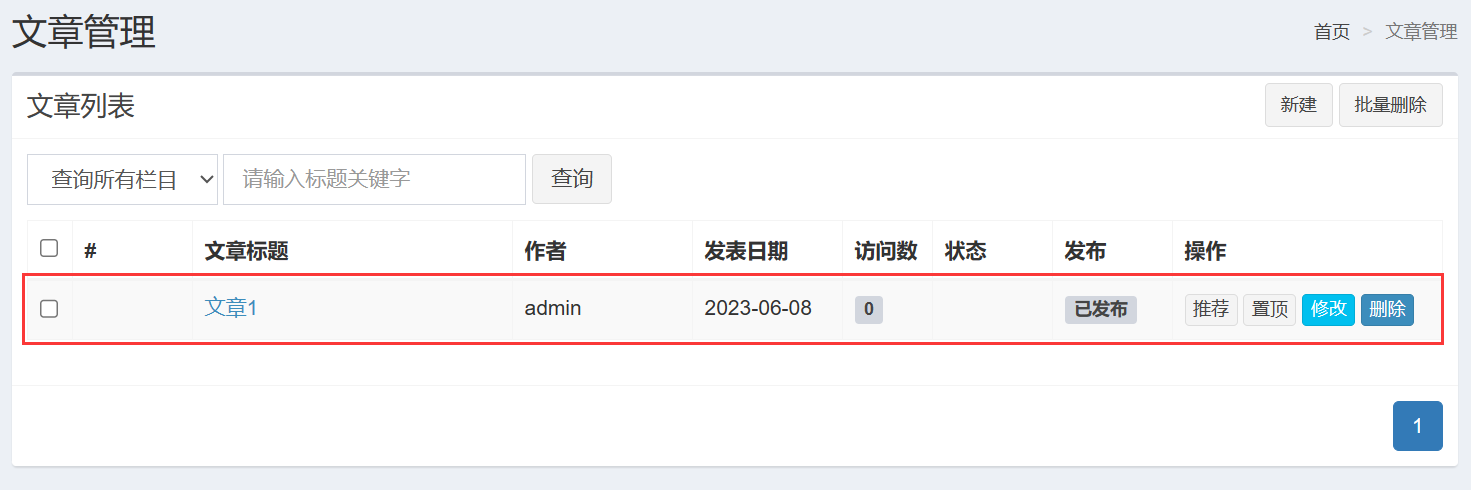 文章管理
首页 > 文章管理
文章列表
新建 批量删除
查询所有栏目 请输入标题关键字 查询
# 文章标题 作者 发表日期 访问数 状态 发布 操作
文章1 admin 2023-06-08 0 已发布 推荐 置顶 修改 删除
1